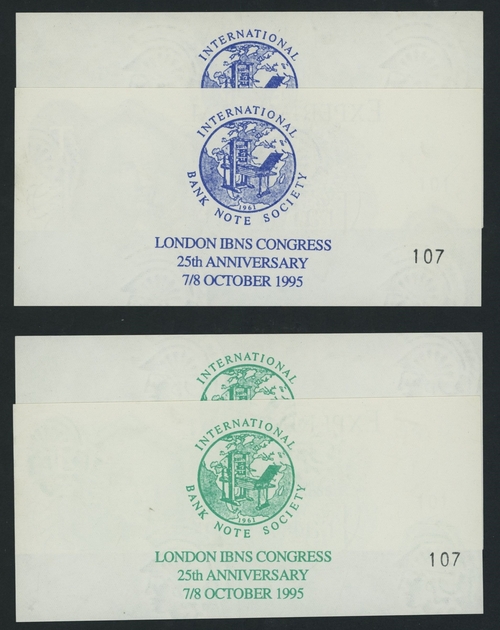 INTERNATIONAL
INTERNATIONAL
BANK NOTE SOCIETY
1961
LONDON IBNS CONGRESS
25th ANNIVERSARY
7/8 OCTOBER 1995
107
INTERNATIONAL
INTERNATIONAL
BANK NOTE SOCIETY
1961
LONDON IBNS CONGRESS
25th ANNIVERSARY
7/8 OCTOBER 1995
107